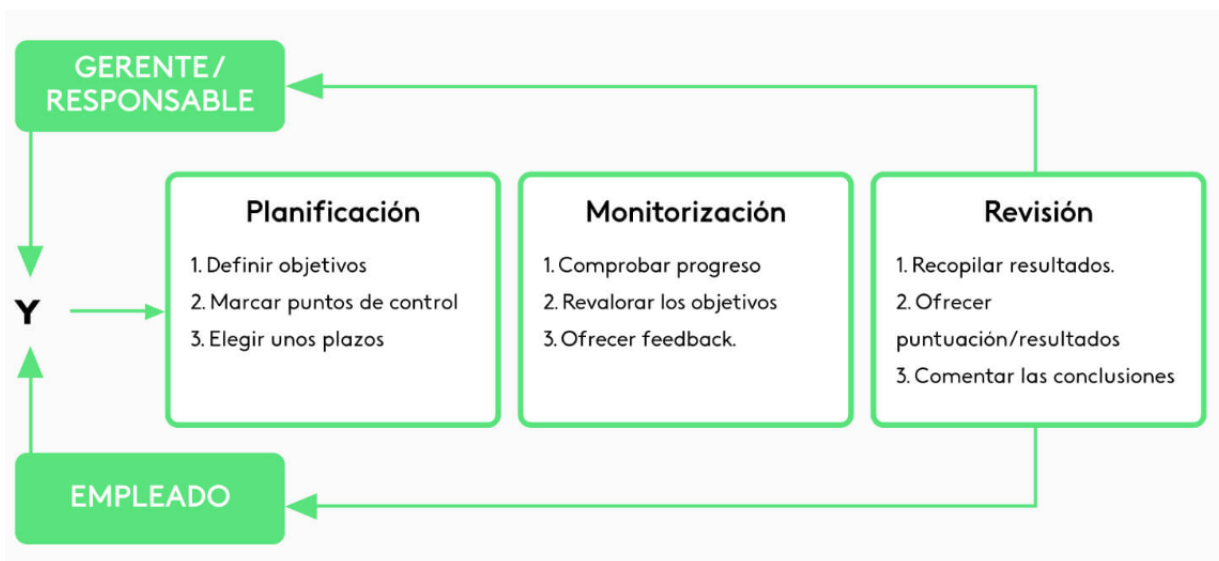 GERENTE/
RESPONSABLE
Y
Planificación
1. Definir objetivos
2. Marcar puntos de control
3. Elegir unos plazos
Monitorización
1. Comprobar progreso
2. Revalorar los objetivos
3. Ofrecer feedback.
Revisión
1. Recopilar resultados.
2. Ofrecer
puntuación/resultados
3. Comentar las conclusiones
EMPLEADO